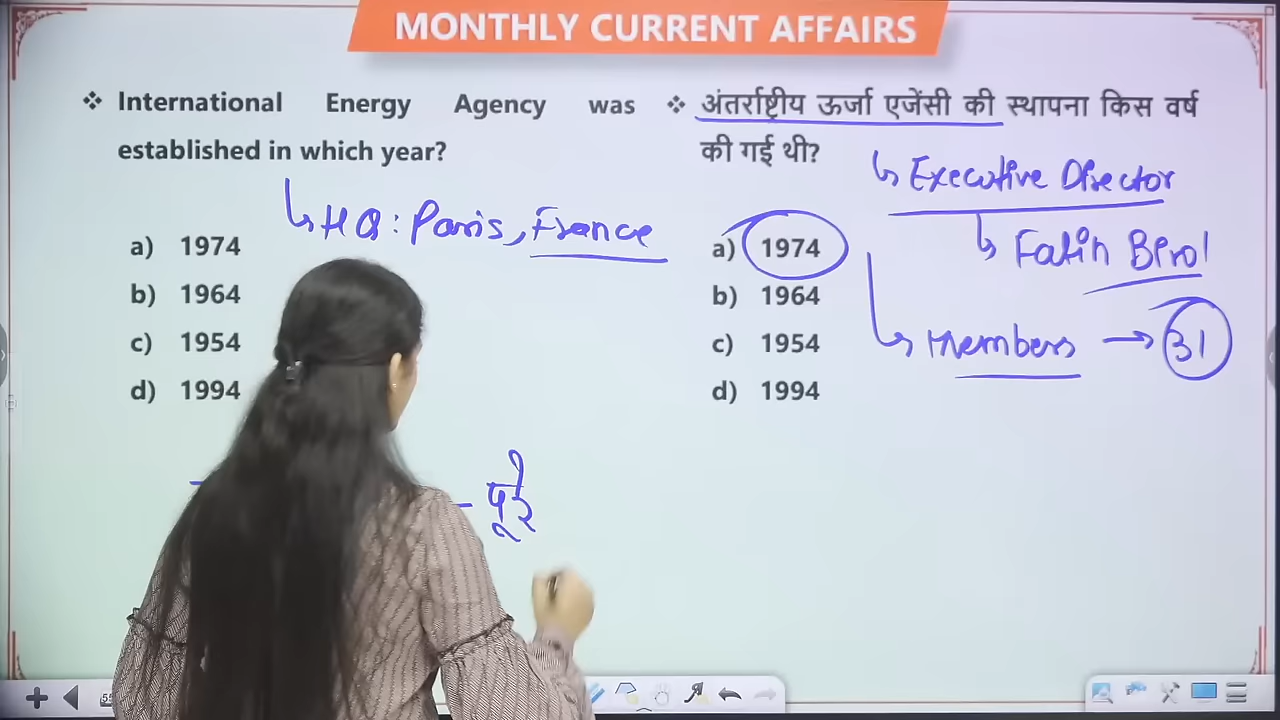 MONTHLY CURRENT AFFAIRS
❖ International Energy Agency was
established in which year?
↳ HQ: Paris, France
a) 1974
b) 1964
c) 1954
d) 1994
❖ अंतर्राष्ट्रीय ऊर्जा एजेंसी की स्थापना किस वर्ष
की गई थी?
↳ Executive Director
↳ Fatih Birol
a) 1974
b) 1964
c) 1954
d) 1994
↳ Members → 31
- पूरे